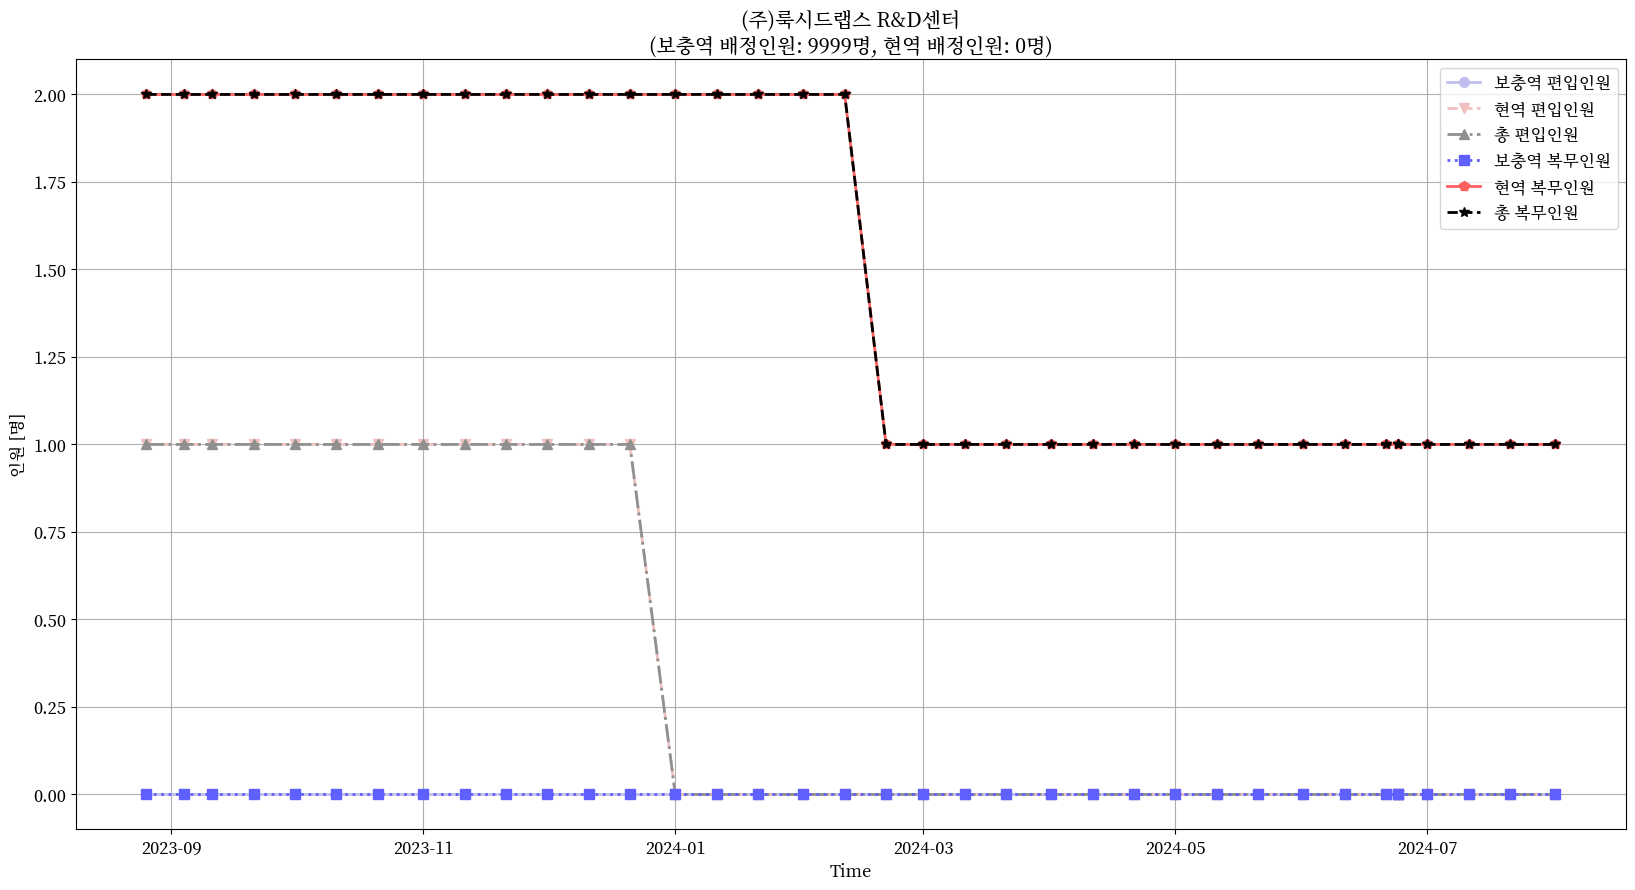 (주)룩시드랩스 R&D센터
(보충역 배정인원: 9999명, 현역 배정인원: 0명)
보충역 편입인원
현역 편입인원
총 편입인원
보충역 복무인원
현역 복무인원
총 복무인원
인원 [명]
2.00
1.75
1.50
1.25
1.00
0.75
0.50
0.25
0.00
2023-09
2023-11
2024-01
2024-03
2024-05
2024-07
Time